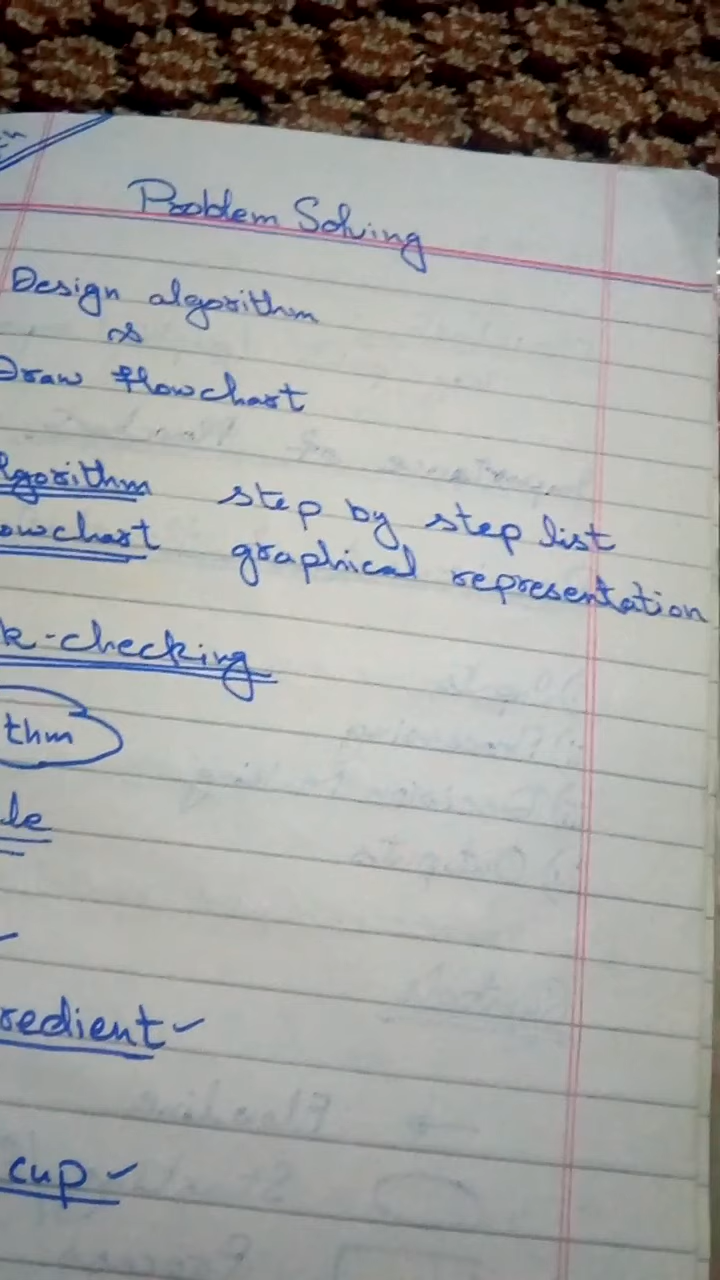 Problem Solving
Design algorithm
or
Draw flowchart
lgorithm step by step list
owchart graphical representation
k-checking
thm
le
redient
cup